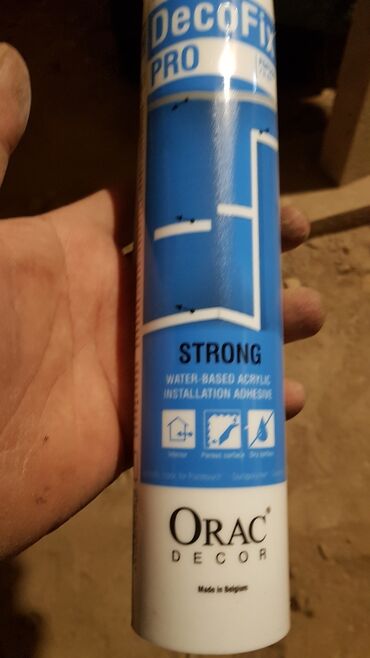 DecoFix
PRO
STRONG
WATER-BASED ACRYLIC
INSTALLATION ADHESIVE
Interior
Porous surface
Dry surface
ORAC®
DECOR
Made in Belgium